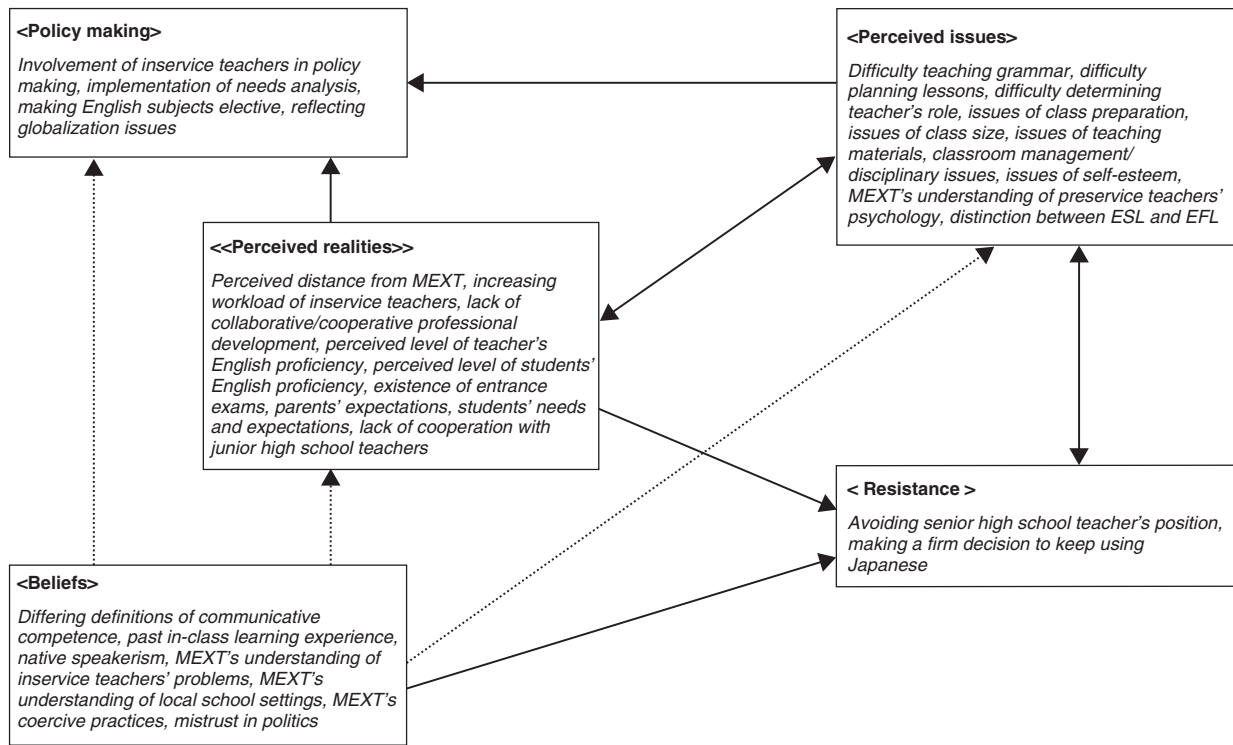 <Policy making>
Involvement of inservice teachers in policy
making, implementation of needs analysis,
making English subjects elective, reflecting
globalization issues
<Perceived issues>
Difficulty teaching grammar, difficulty
planning lessons, difficulty determining
teacher's role, issues of class preparation,
issues of class size, issues of teaching
materials, classroom management/
disciplinary issues, issues of self-esteem,
MEXT's understanding of preservice teachers'
psychology, distinction between ESL and EFL
<<Perceived realities>>
Perceived distance from MEXT, increasing
workload of inservice teachers, lack of
collaborative/cooperative professional
development, perceived level of teacher's
English proficiency, perceived level of students'
English proficiency, existence of entrance
exams, parents' expectations, students' needs
and expectations, lack of cooperation with
junior high school teachers
< Resistance >
Avoiding senior high school teacher's position,
making a firm decision to keep using
Japanese
<Beliefs>
Differing definitions of communicative
competence, past in-class learning experience,
native speakerism, MEXT's understanding of
inservice teachers' problems, MEXT's
understanding of local school settings, MEXT's
coercive practices, mistrust in politics